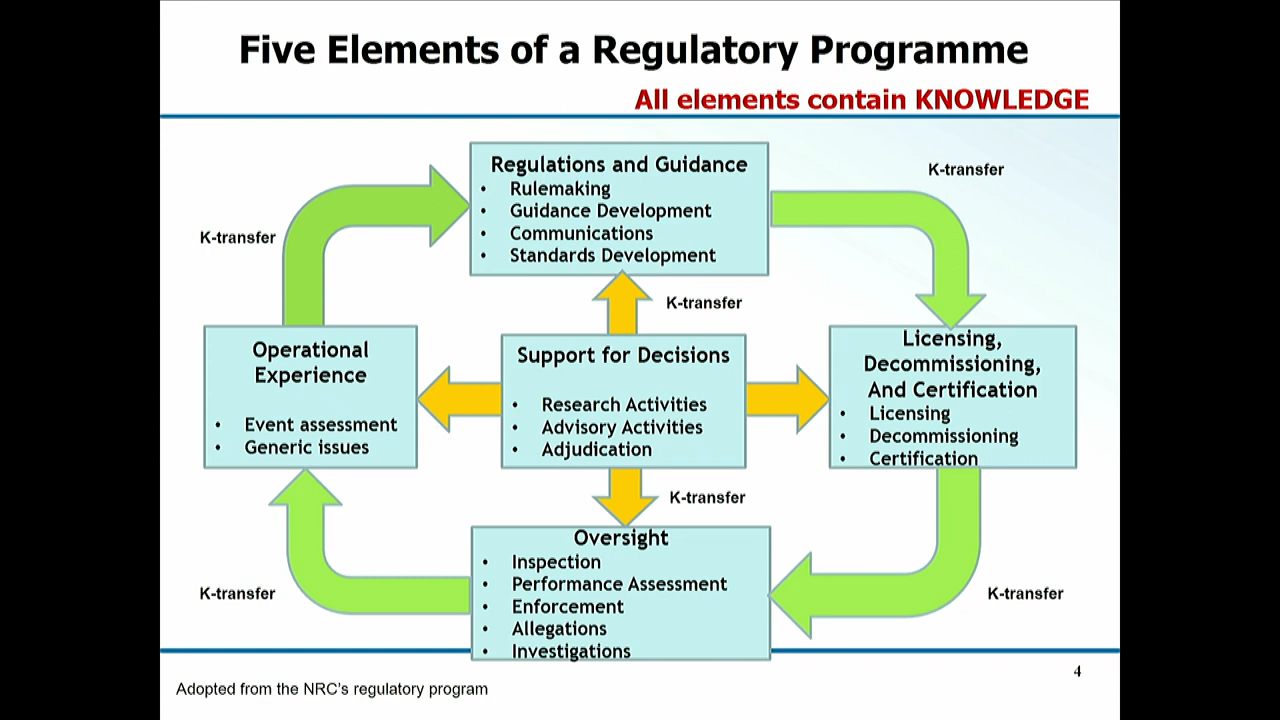 Five Elements of a Regulatory Programme
All elements contain KNOWLEDGE
Regulations and Guidance
• Rulemaking
• Guidance Development
• Communications
• Standards Development
K-transfer
K-transfer
K-transfer
Operational
Experience
• Event assessment
• Generic issues
Support for Decisions
• Research Activities
• Advisory Activities
• Adjudication
Licensing,
Decommissioning,
And Certification
• Licensing
• Decommissioning
• Certification
K-transfer
Oversight
• Inspection
• Performance Assessment
• Enforcement
• Allegations
• Investigations
K-transfer
K-transfer
4
Adopted from the NRC's regulatory program